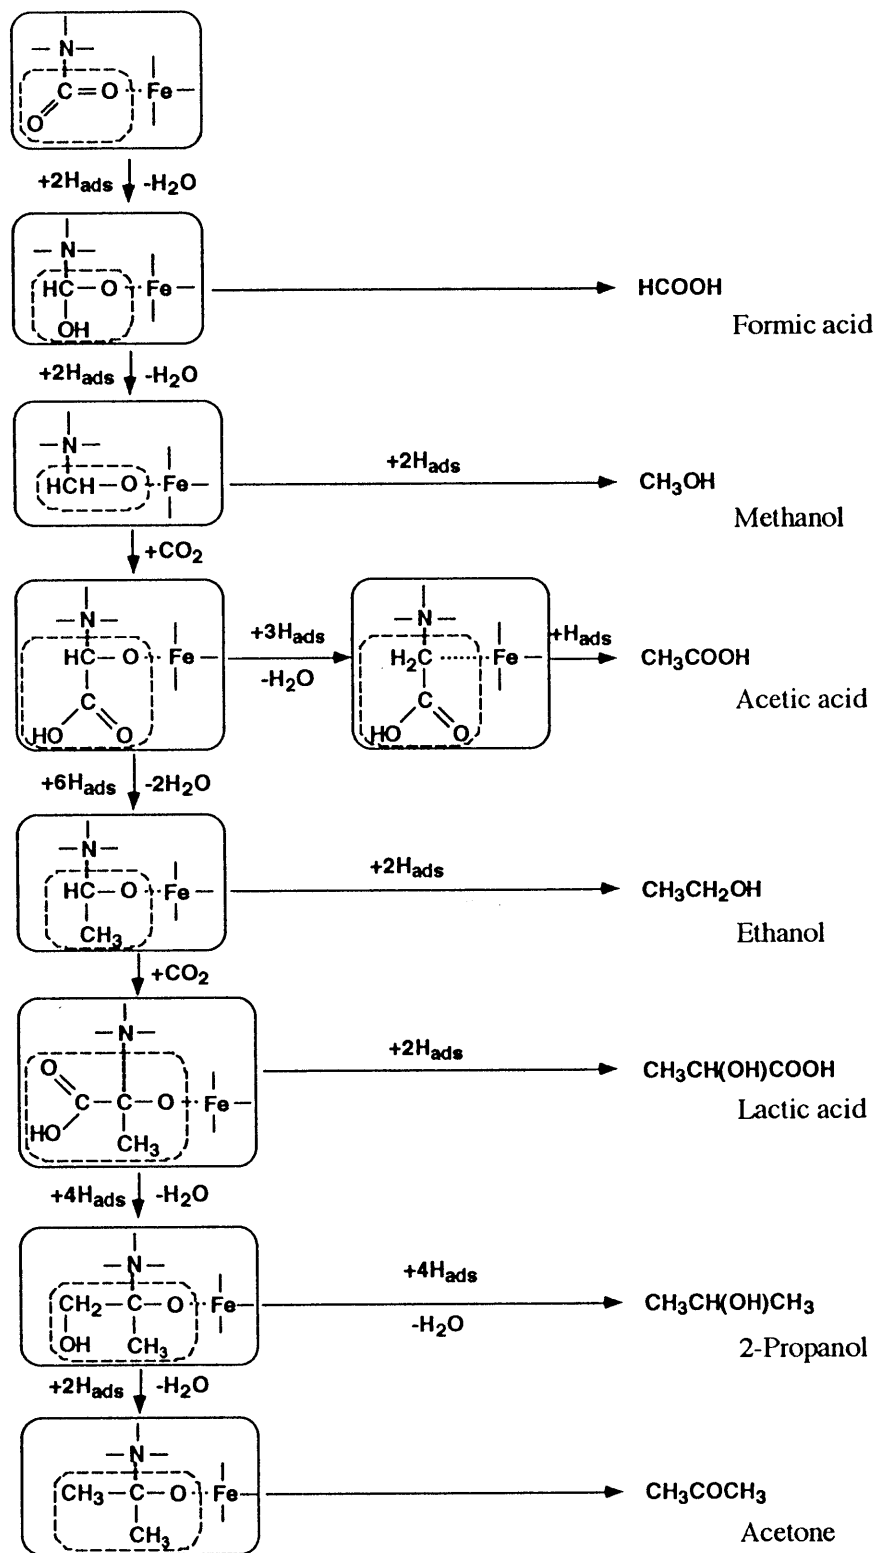 N
C=O Fe
O
+2Hads -H2O
N
HC-O Fe
OH
HCOOH
Formic acid
+2Hads -H2O
N
HCH-O Fe
+2Hads
CH3OH
Methanol
+CO2
N
HC-O Fe
C
HO O
+3Hads
-H2O
N
H2C Fe
C
HO O
+Hads
CH3COOH
Acetic acid
+6Hads -2H2O
N
HC-O Fe
CH3
+2Hads
CH3CH2OH
Ethanol
+CO2
N
O
C-C-O Fe
HO
CH3
+2Hads
CH3CH(OH)COOH
Lactic acid
+4Hads -H2O
N
CH2-C-O Fe
OH CH3
+4Hads
-H2O
CH3CH(OH)CH3
2-Propanol
+2Hads -H2O
N
CH3-C-O Fe
CH3
CH3COCH3
Acetone